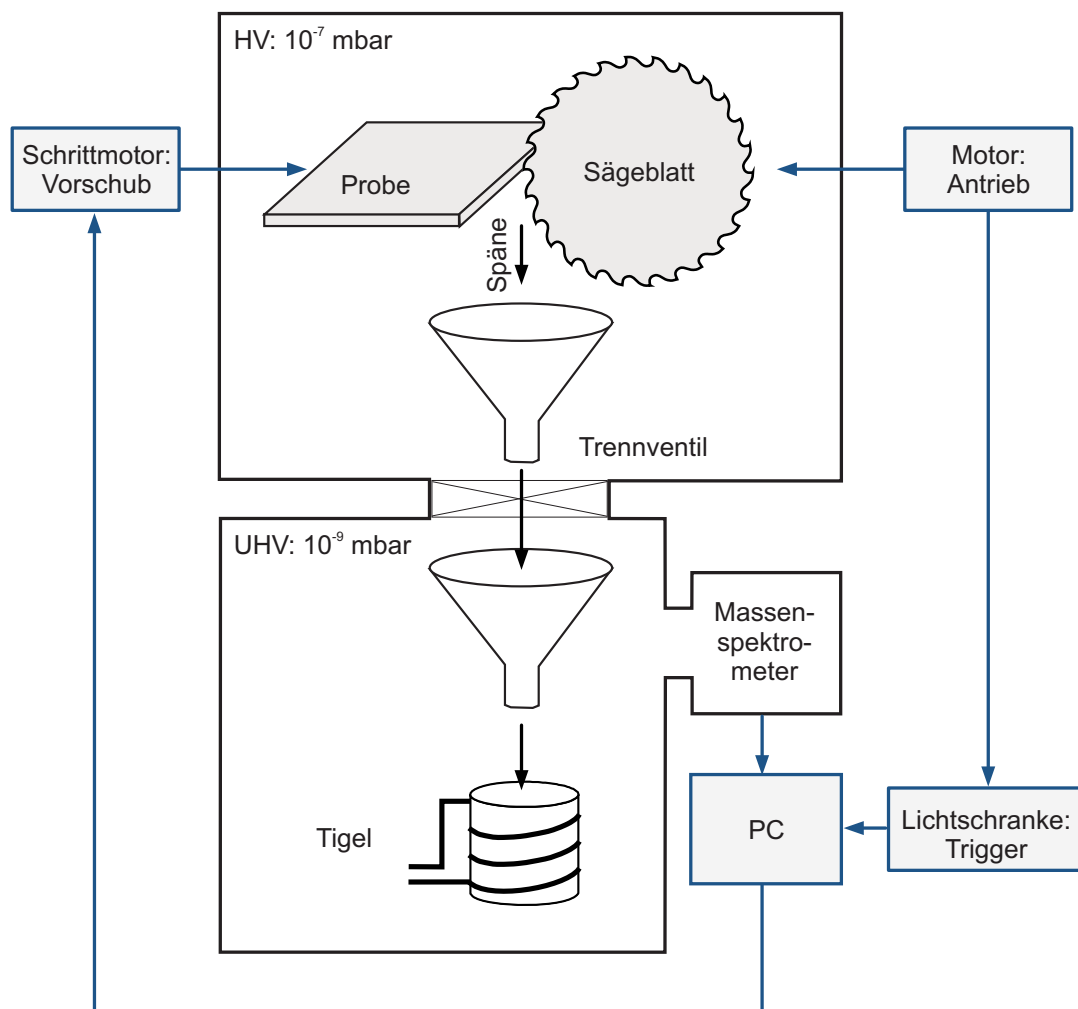 HV: 10⁻⁷ mbar
Schrittmotor:
Vorschub
Probe
Sägeblatt
Motor:
Antrieb
Späne
Trennventil
UHV: 10⁻⁹ mbar
Massen-
spektro-
meter
Tigel
PC
Lichtschranke:
Trigger